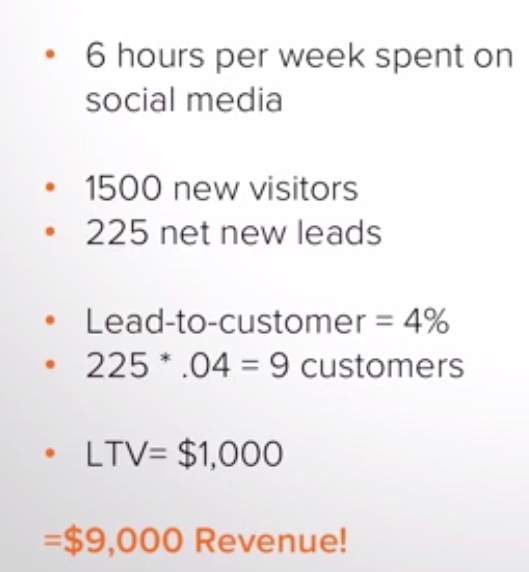 • 6 hours per week spent on
social media
• 1500 new visitors
• 225 net new leads
• Lead-to-customer = 4%
• 225 * .04 = 9 customers
• LTV= $1,000
=$9,000 Revenue!